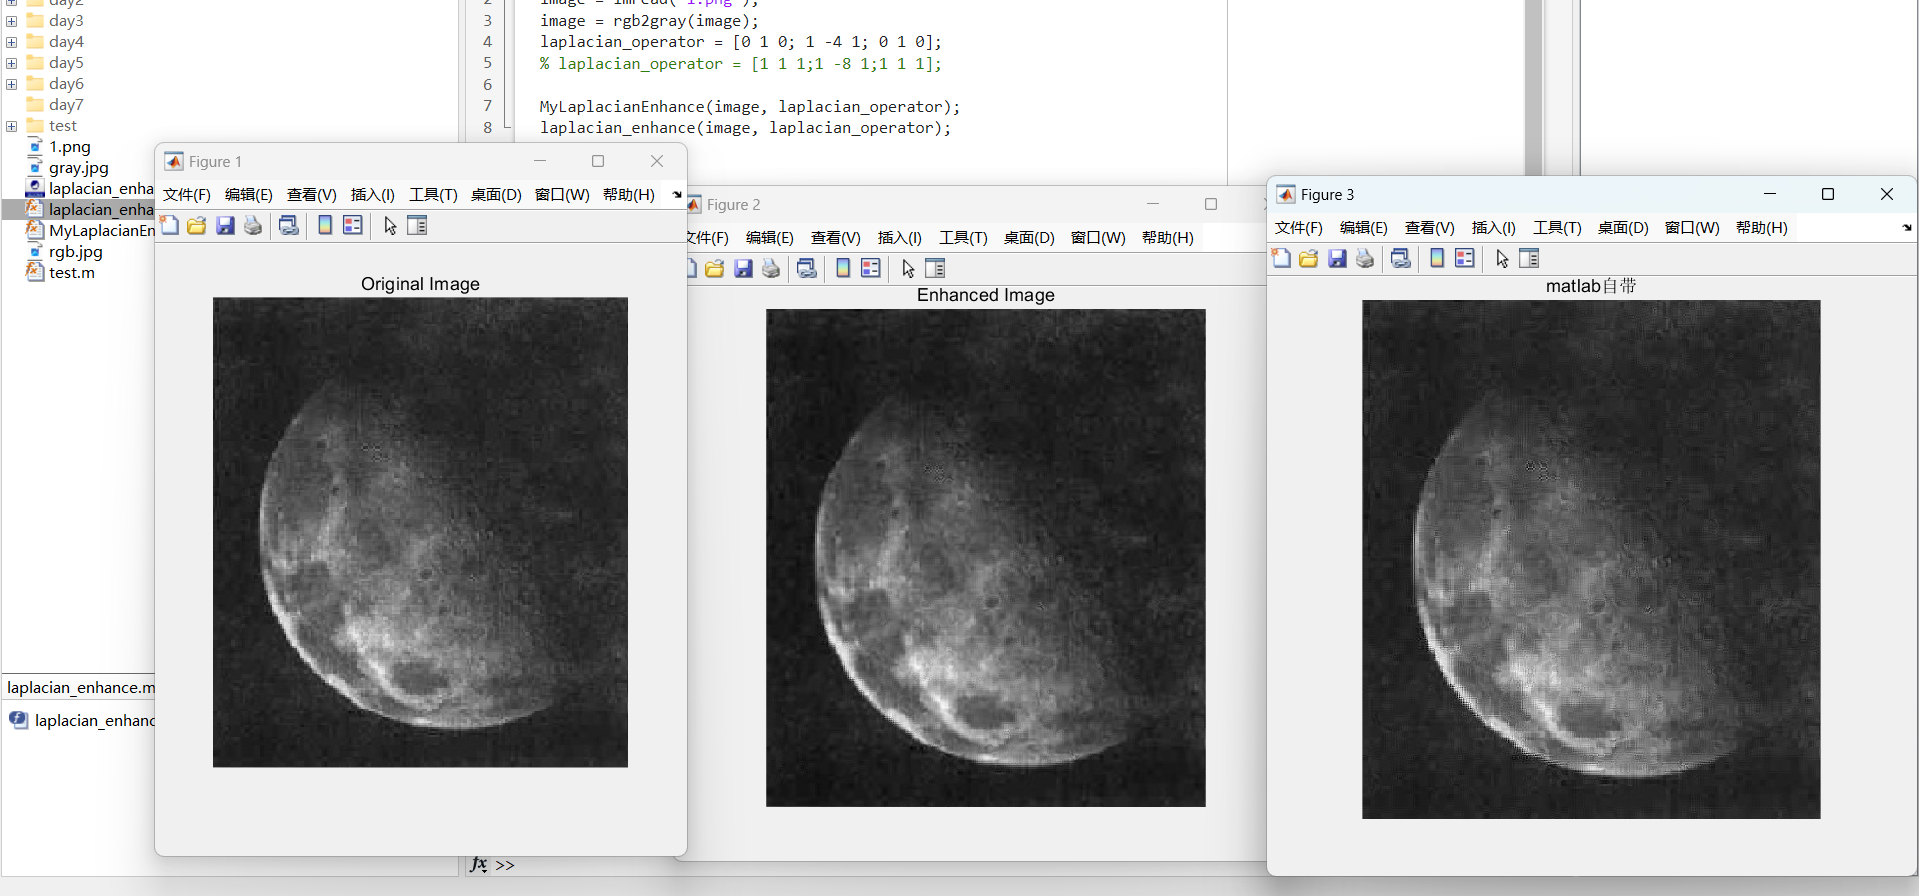 day2
day3
day4
day5
day6
day7
test
1.png
gray.jpg
laplacian_enha
laplacian_enha
MyLaplacianEn
rgb.jpg
test.m
laplacian_enhance.m
laplacian_enhanc
2 image = imread('1.png');
3 image = rgb2gray(image);
4 laplacian_operator = [0 1 0; 1 -4 1; 0 1 0];
5 % laplacian_operator = [1 1 1;1 -8 1;1 1 1];
6
7 MyLaplacianEnhance(image, laplacian_operator);
8 laplacian_enhance(image, laplacian_operator);
Figure 1
文件(F) 编辑(E) 查看(V) 插入(I) 工具(T) 桌面(D) 窗口(W) 帮助(H)
Original Image
Figure 2
文件(F) 编辑(E) 查看(V) 插入(I) 工具(T) 桌面(D) 窗口(W) 帮助(H)
Enhanced Image
Figure 3
文件(F) 编辑(E) 查看(V) 插入(I) 工具(T) 桌面(D) 窗口(W) 帮助(H)
matlab自带
fx >>